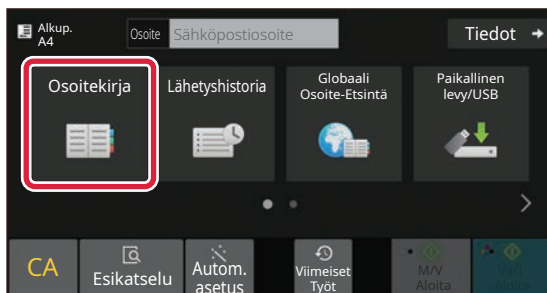 Alkup.
A4
Osoite
Sähköpostiosoite
Tiedot
Osoitekirja
Lähetyshistoria
Globaali
Osoite-Etsintä
Paikallinen
levy/USB
CA
Esikatselu
Autom.
asetus
Viimeiset
Työt
M/V
Aloita
Väri
Aloita